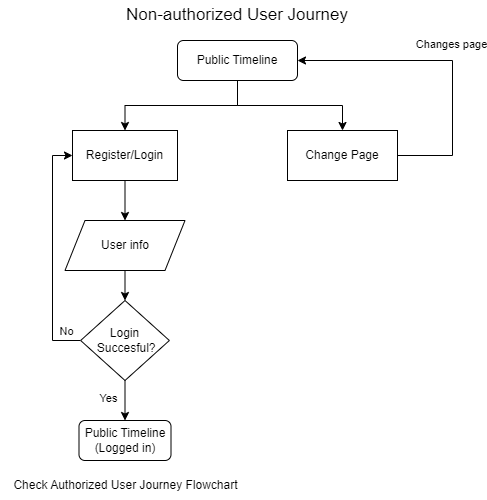 Non-authorized User Journey
Changes page
Public Timeline
Register/Login
Change Page
User info
No
Login
Succesful?
Yes
Public Timeline
(Logged in)
Check Authorized User Journey Flowchart